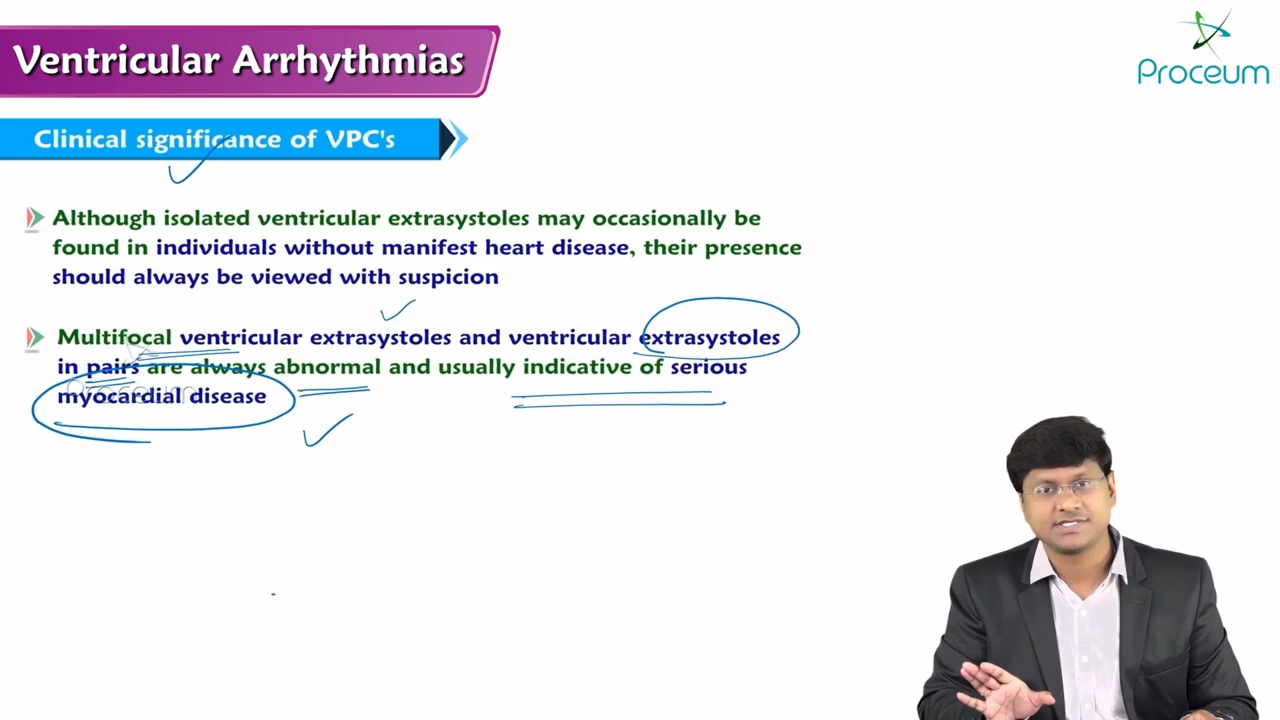 Ventricular Arrhythmias
Proceum
Clinical significance of VPC's
Although isolated ventricular extrasystoles may occasionally be
found in individuals without manifest heart disease, their presence
should always be viewed with suspicion
Multifocal ventricular extrasystoles and ventricular extrasystoles
in pairs are always abnormal and usually indicative of serious
Proceum
myocardial disease